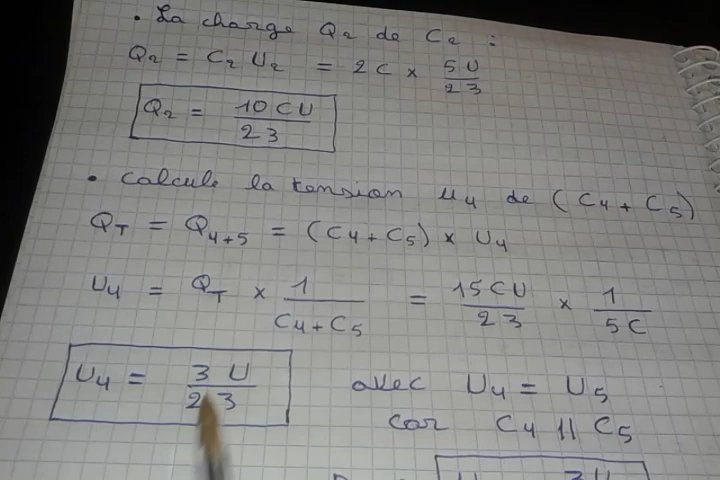 • La charge Q2 de C2 :
Q2 = C2 U2 = 2C × 5U/23
Q2 = 10CU/23
• Calcule la tension U4 de (C4 + C5)
QT = Q4+5 = (C4 + C5) × U4
U4 = QT × 1/(C4 + C5) = 15CU/23 × 1/5C
U4 = 3U/23 avec U4 = U5
car C4 || C5